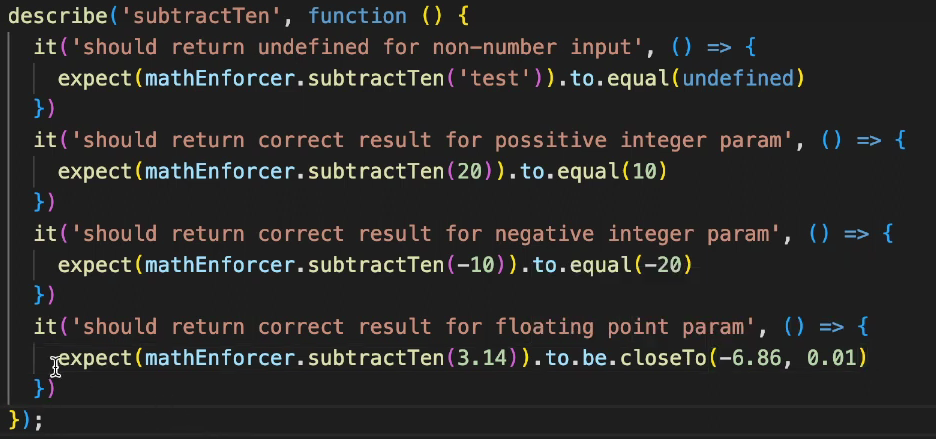 describe('subtractTen', function () {
it('should return undefined for non-number input', () => {
expect(mathEnforcer.subtractTen('test')).to.equal(undefined)
})
it('should return correct result for possitive integer param', () => {
expect(mathEnforcer.subtractTen(20)).to.equal(10)
})
it('should return correct result for negative integer param', () => {
expect(mathEnforcer.subtractTen(-10)).to.equal(-20)
})
it('should return correct result for floating point param', () => {
expect(mathEnforcer.subtractTen(3.14)).to.be.closeTo(-6.86, 0.01)
})
});